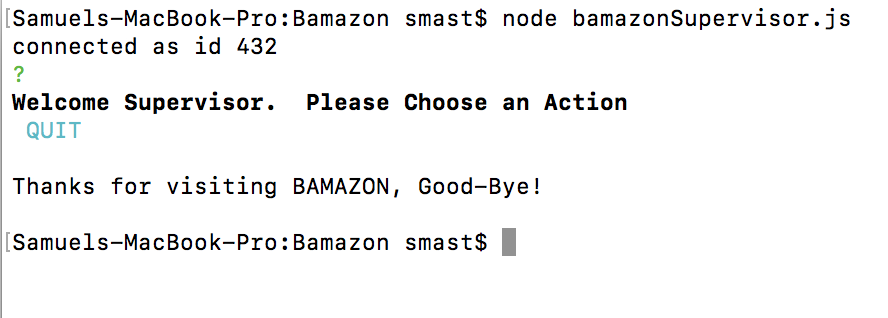 [Samuels-MacBook-Pro:Bamazon smast$ node bamazonSupervisor.js
connected as id 432
?
Welcome Supervisor.  Please Choose an Action
 QUIT
Thanks for visiting BAMAZON, Good-Bye!
[Samuels-MacBook-Pro:Bamazon smast$